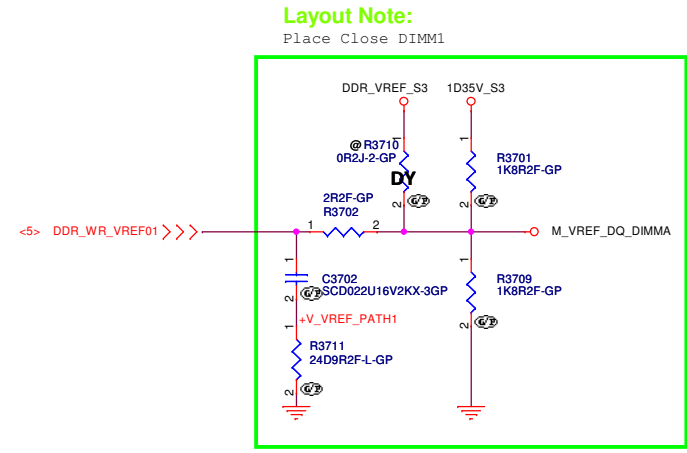 Layout Note:
Place Close DIMM1
DDR_VREF_S3 1D35V_S3
@ R3710
0R2J-2-GP
DY
1
2
G/P
1
R3701
1K8R2F-GP
2
G/P
2R2F-GP
R3702
1 2
<5> DDR_WR_VREF01
M_VREF_DQ_DIMMA
1
C3702
SCD022U16V2KX-3GP
2
G/P
+V_VREF_PATH1
1
R3711
24D9R2F-L-GP
2
G/P
1
R3709
1K8R2F-GP
2
G/P